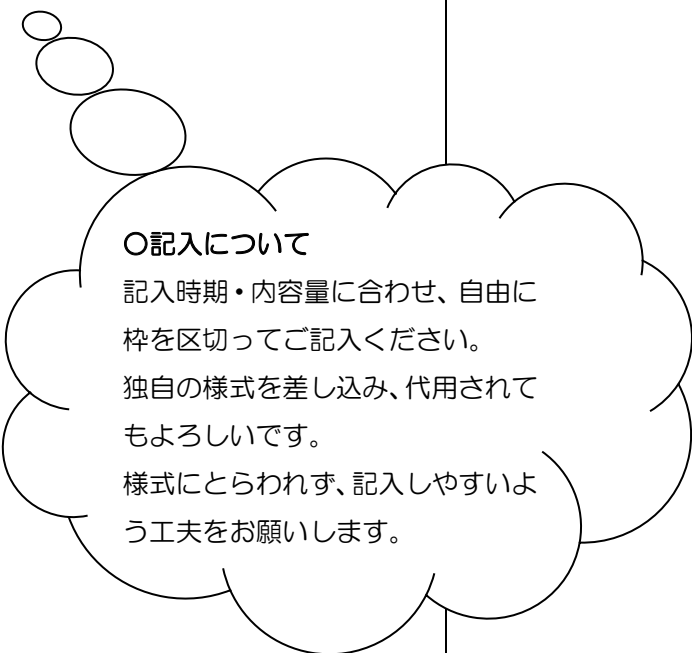 〇記入について
記入時期・内容量に合わせ、自由に
枠を区切ってご記入ください。
独自の様式を差し込み、代用されて
もよろしいです。
様式にとらわれず、記入しやすいよ
う工夫をお願いします。